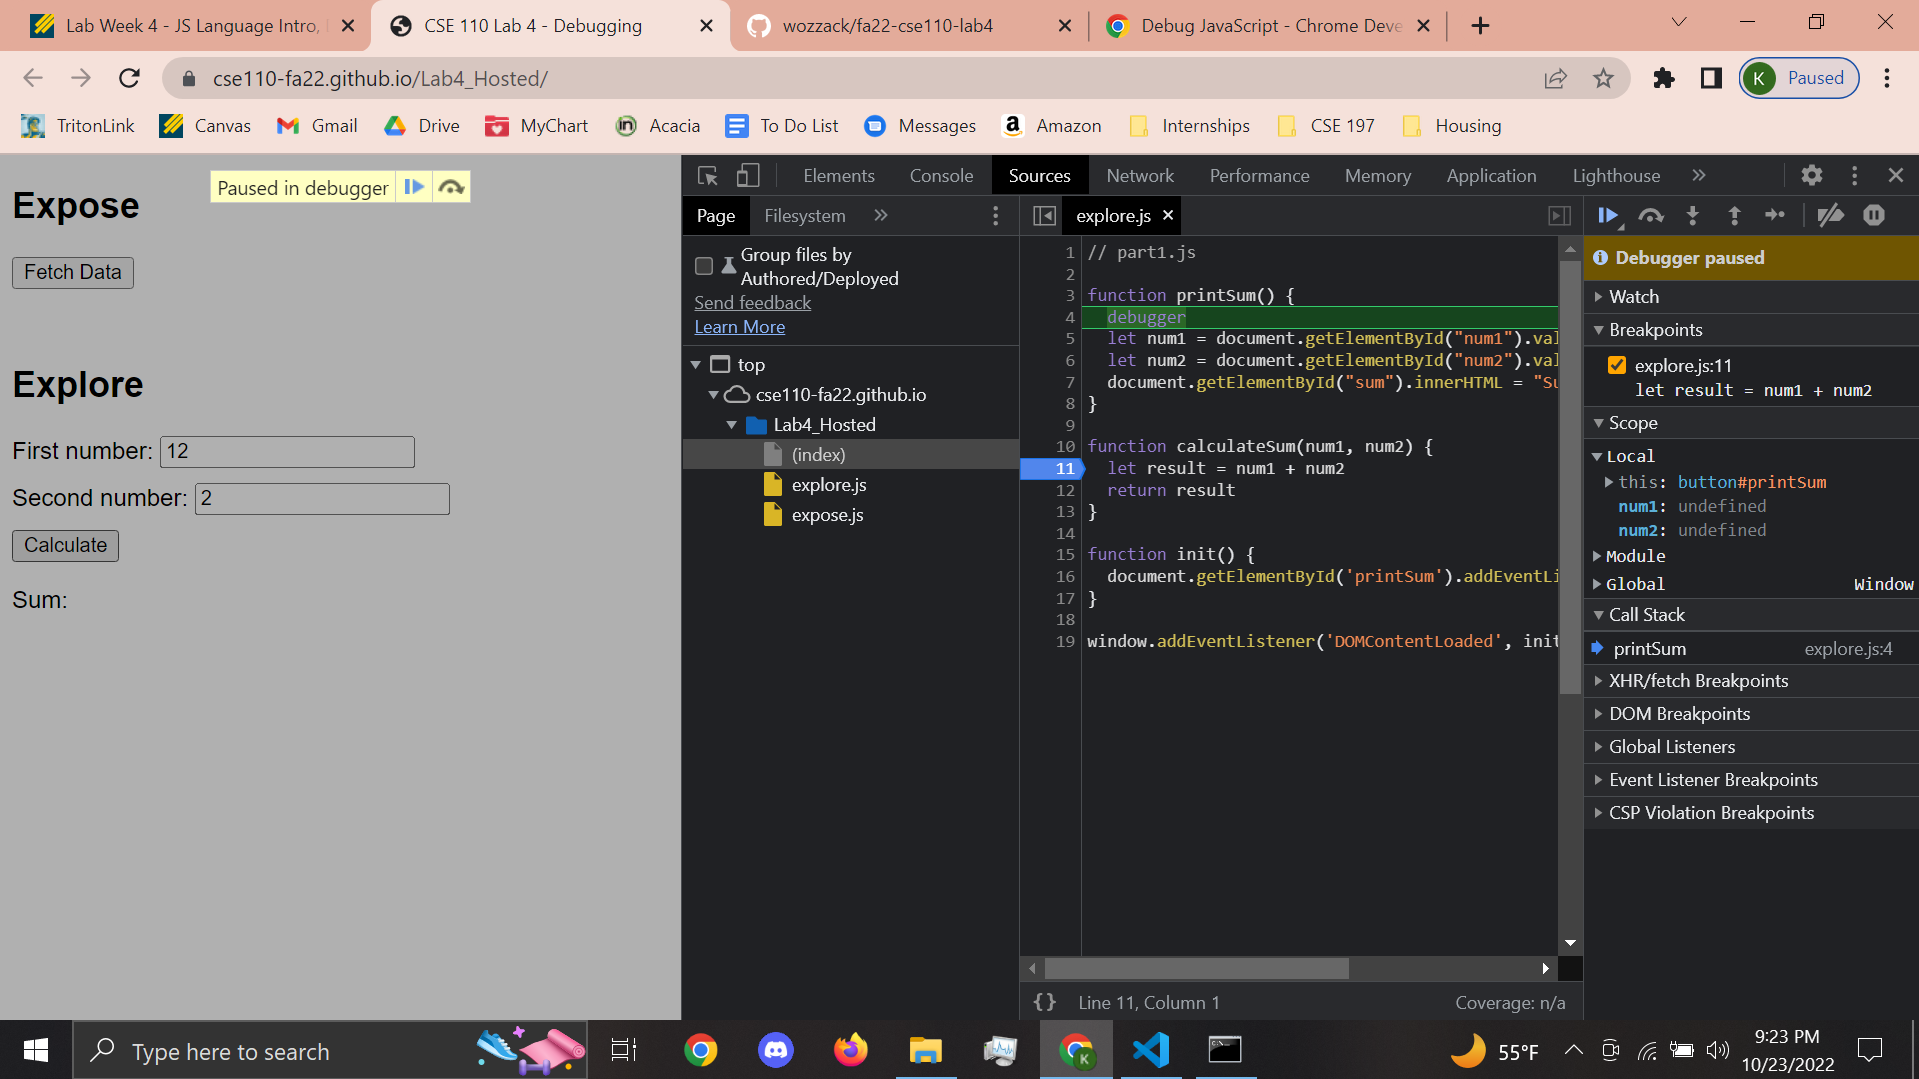 Lab Week 4 - JS Language Intro,
CSE 110 Lab 4 - Debugging
wozzack/fa22-cse110-lab4
Debug JavaScript - Chrome Deve
cse110-fa22.github.io/Lab4_Hosted/
K Paused
TritonLink Canvas Gmail Drive MyChart in Acacia To Do List Messages a Amazon Internships CSE 197 Housing
Expose
Paused in debugger
Fetch Data
Explore
First number: 12
Second number: 2
Calculate
Sum:
Elements Console Sources Network Performance Memory Application Lighthouse »
Page Filesystem »
Group files by
Authored/Deployed
Send feedback
Learn More
top
cse110-fa22.github.io
Lab4_Hosted
(index)
explore.js
expose.js
explore.js
1 // part1.js
2
3 function printSum() {
4 debugger
5 let num1 = document.getElementById("num1").val
6 let num2 = document.getElementById("num2").val
7 document.getElementById("sum").innerHTML = "Su
8 }
9
10 function calculateSum(num1, num2) {
11 let result = num1 + num2
12 return result
13 }
14
15 function init() {
16 document.getElementById('printSum').addEventLi
17 }
18
19 window.addEventListener('DOMContentLoaded', init
{} Line 11, Column 1
Coverage: n/a
Debugger paused
Watch
Breakpoints
explore.js:11
let result = num1 + num2
Scope
Local
this: button#printSum
num1: undefined
num2: undefined
Module
Global Window
Call Stack
printSum explore.js:4
XHR/fetch Breakpoints
DOM Breakpoints
Global Listeners
Event Listener Breakpoints
CSP Violation Breakpoints
Type here to search
K
55°F
9:23 PM
10/23/2022